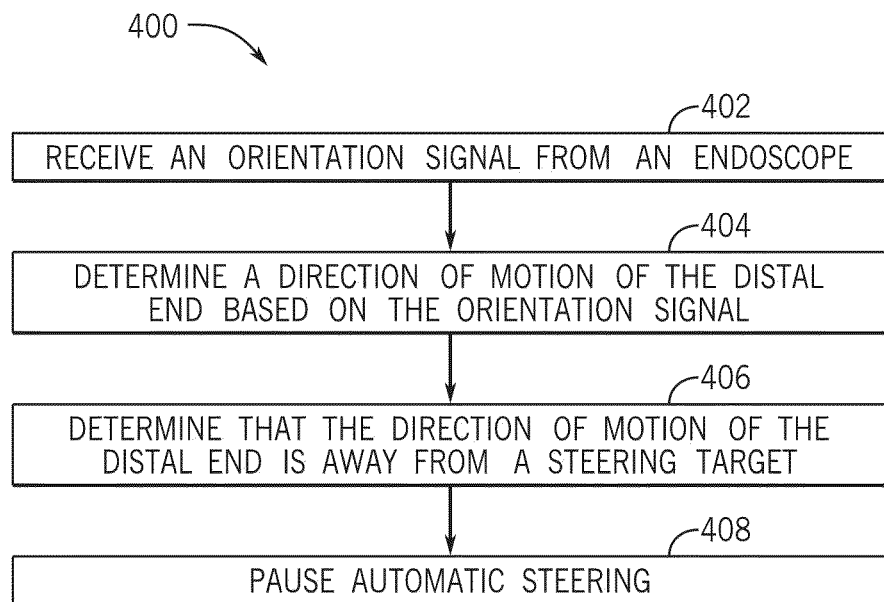 400
402
RECEIVE AN ORIENTATION SIGNAL FROM AN ENDOSCOPE
404
DETERMINE A DIRECTION OF MOTION OF THE DISTAL
END BASED ON THE ORIENTATION SIGNAL
406
DETERMINE THAT THE DIRECTION OF MOTION OF THE
DISTAL END IS AWAY FROM A STEERING TARGET
408
PAUSE AUTOMATIC STEERING